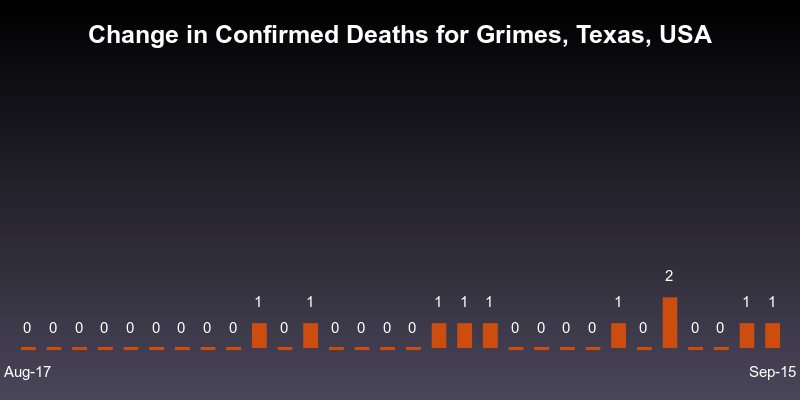 Change in Confirmed Deaths for Grimes, Texas, USA
2
1 1 1 1 1 1 1 1
0 0 0 0 0 0 0 0 0 0 0 0 0 0 0 0 0 0 0 0 0
Aug-17 Sep-15